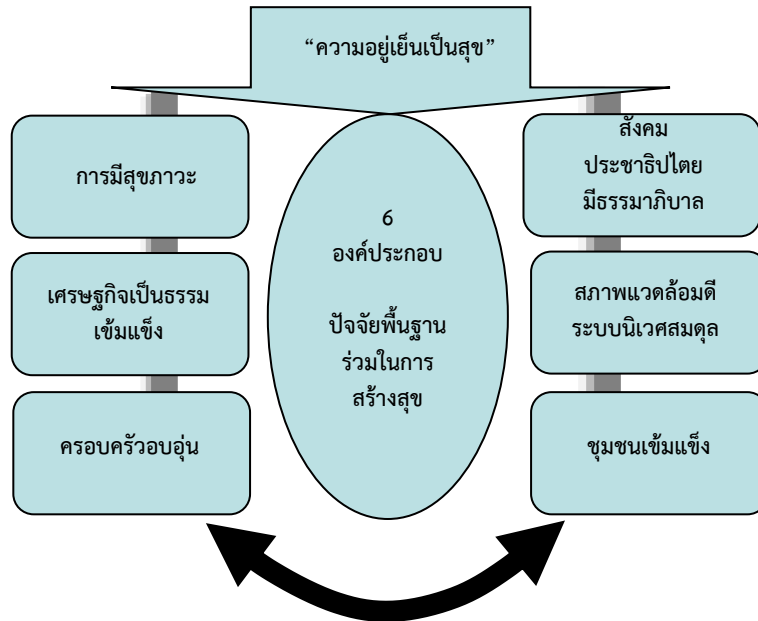 “ความอยู่เย็นเป็นสุข”
การมีสุขภาวะ
เศรษฐกิจเป็นธรรม
เข้มแข็ง
ครอบครัวอบอุ่น
6
องค์ประกอบ
ปัจจัยพื้นฐาน
ร่วมในการ
สร้างสุข
สังคม
ประชาธิปไตย
มีธรรมาภิบาล
สภาพแวดล้อมดี
ระบบนิเวศสมดุล
ชุมชนเข้มแข็ง